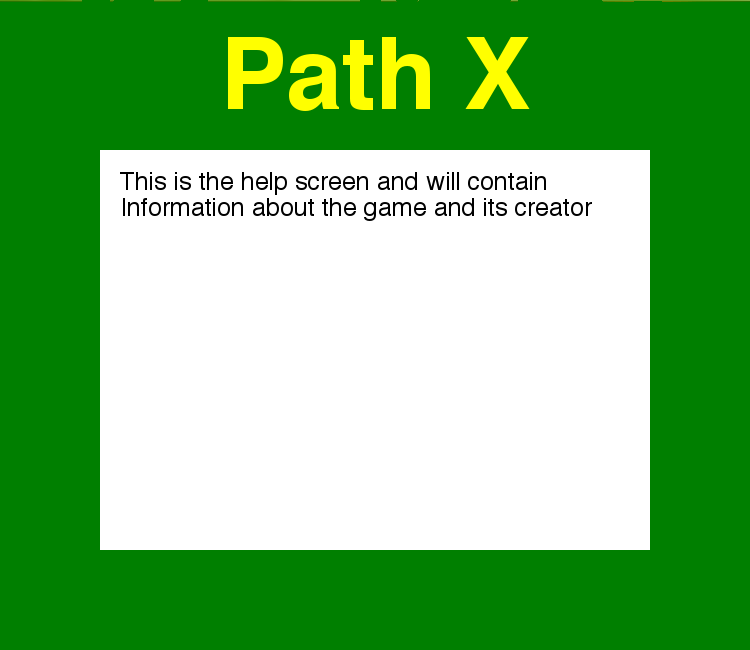 Path X
This is the help screen and will contain
Information about the game and its creator